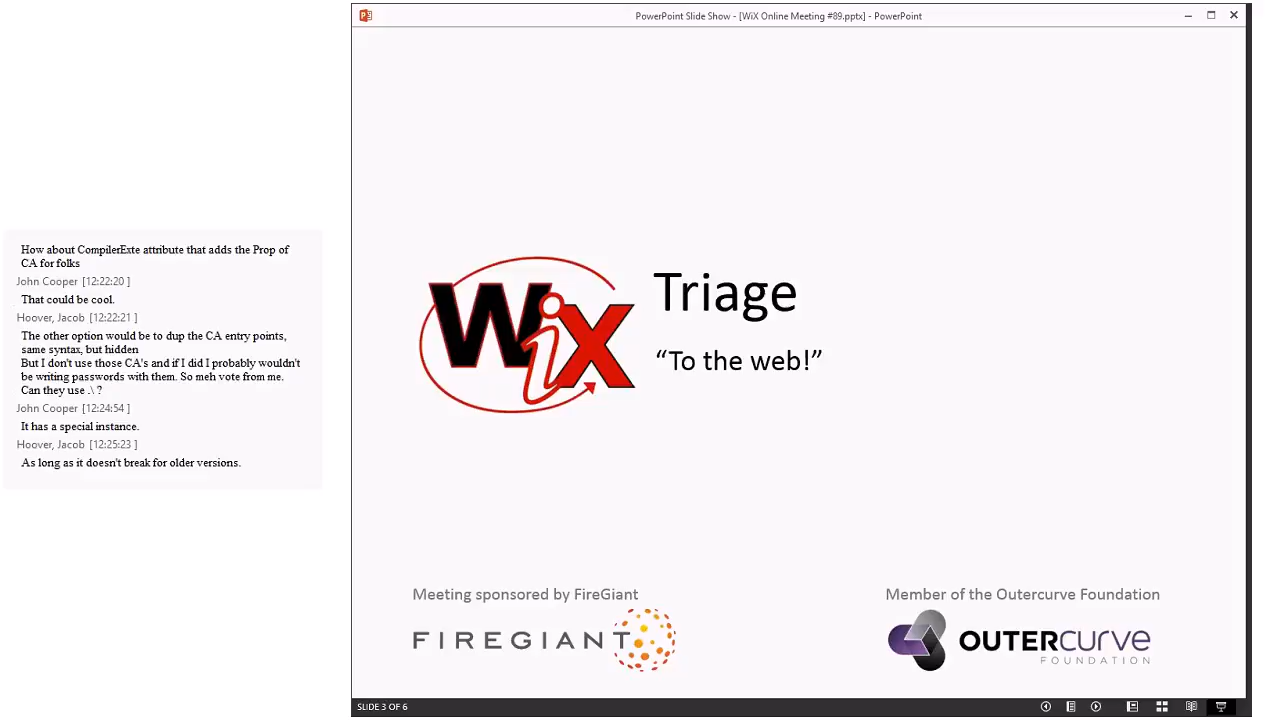 PowerPoint Slide Show - [WiX Online Meeting #89.pptx] - PowerPoint
How about CompilerExte attribute that adds the Prop of
CA for folks
John Cooper [12:22:20 ]
That could be cool.
Hoover, Jacob [12:22:21 ]
The other option would be to dup the CA entry points,
same syntax, but hidden
But I don't use those CA's and if I did I probably wouldn't
be writing passwords with them. So meh vote from me.
Can they use .\ ?
John Cooper [12:24:54 ]
It has a special instance.
Hoover, Jacob [12:25:23 ]
As long as it doesn't break for older versions.
WiX
Triage
“To the web!”
Meeting sponsored by FireGiant
FIREGIANT
Member of the Outercurve Foundation
OUTERCURVE
FOUNDATION
SLIDE 3 OF 6